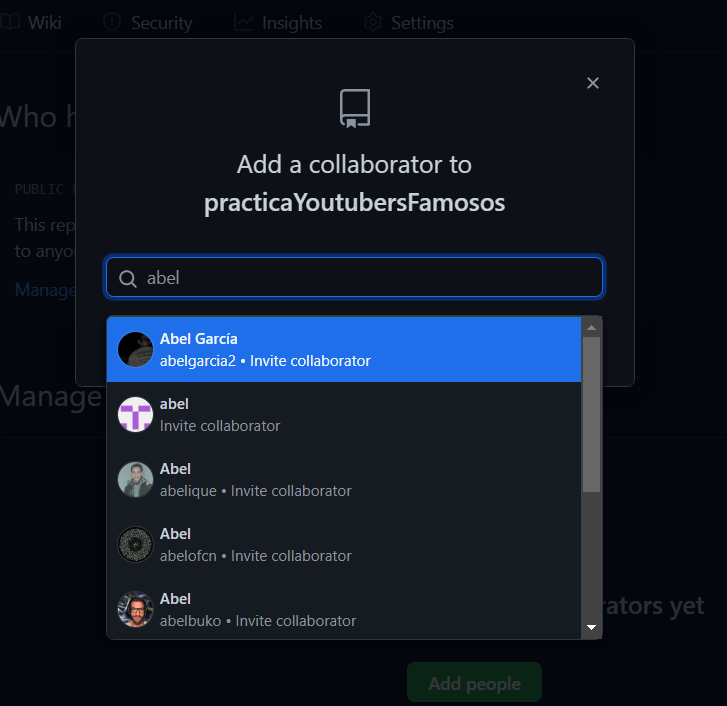 Wiki Security Insights Settings
Who h
Add a collaborator to
practicaYoutubersFamosos
PUBLIC
This rep
to anyon
Manage
abel
Abel García
abelgarcia2 • Invite collaborator
abel
Invite collaborator
Manage
Abel
abelique • Invite collaborator
Abel
abelofcn • Invite collaborator
Abel
abelbuko • Invite collaborator
rators yet
Add people